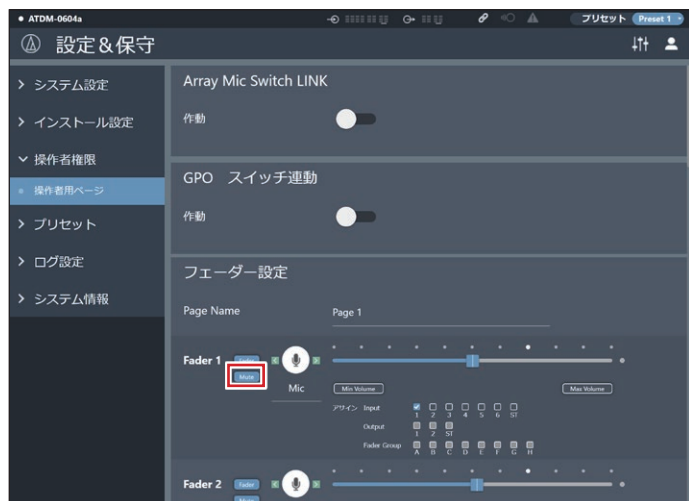 ATDM-0604a
プリセット Preset 1
設定＆保守
システム設定
インストール設定
操作者権限
操作者用ページ
プリセット
ログ設定
システム情報
Array Mic Switch LINK
作動
GPO　スイッチ連動
作動
フェーダー設定
Page Name Page 1
Fader 1 Fader
Mute
Mic Min Volume Max Volume
アサイン Input
1 2 3 4 5 6 ST
Output
1 2 ST
Fader Group
A B C D E F G H
Fader 2 Fader
Mute